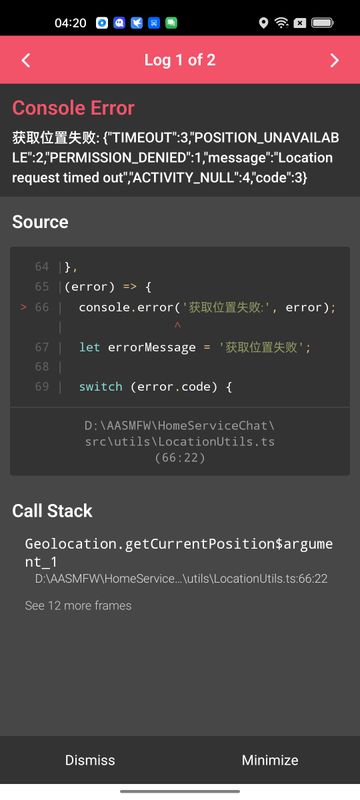 04:20
Log 1 of 2
Console Error
获取位置失败: {"TIMEOUT":3,"POSITION_UNAVAILAB
LE":2,"PERMISSION_DENIED":1,"message":"Location
request timed out","ACTIVITY_NULL":4,"code":3}
Source
64 |},
65 |(error) => {
> 66 |  console.error('获取位置失败:', error);
|               ^
67 |  let errorMessage = '获取位置失败';
68 |
69 |  switch (error.code) {
D:\AASMFW\HomeServiceChat\
src\utils\LocationUtils.ts
(66:22)
Call Stack
Geolocation.getCurrentPosition$argume
nt_1
D:\AASMFW\HomeService…\utils\LocationUtils.ts:66:22
See 12 more frames
Dismiss
Minimize